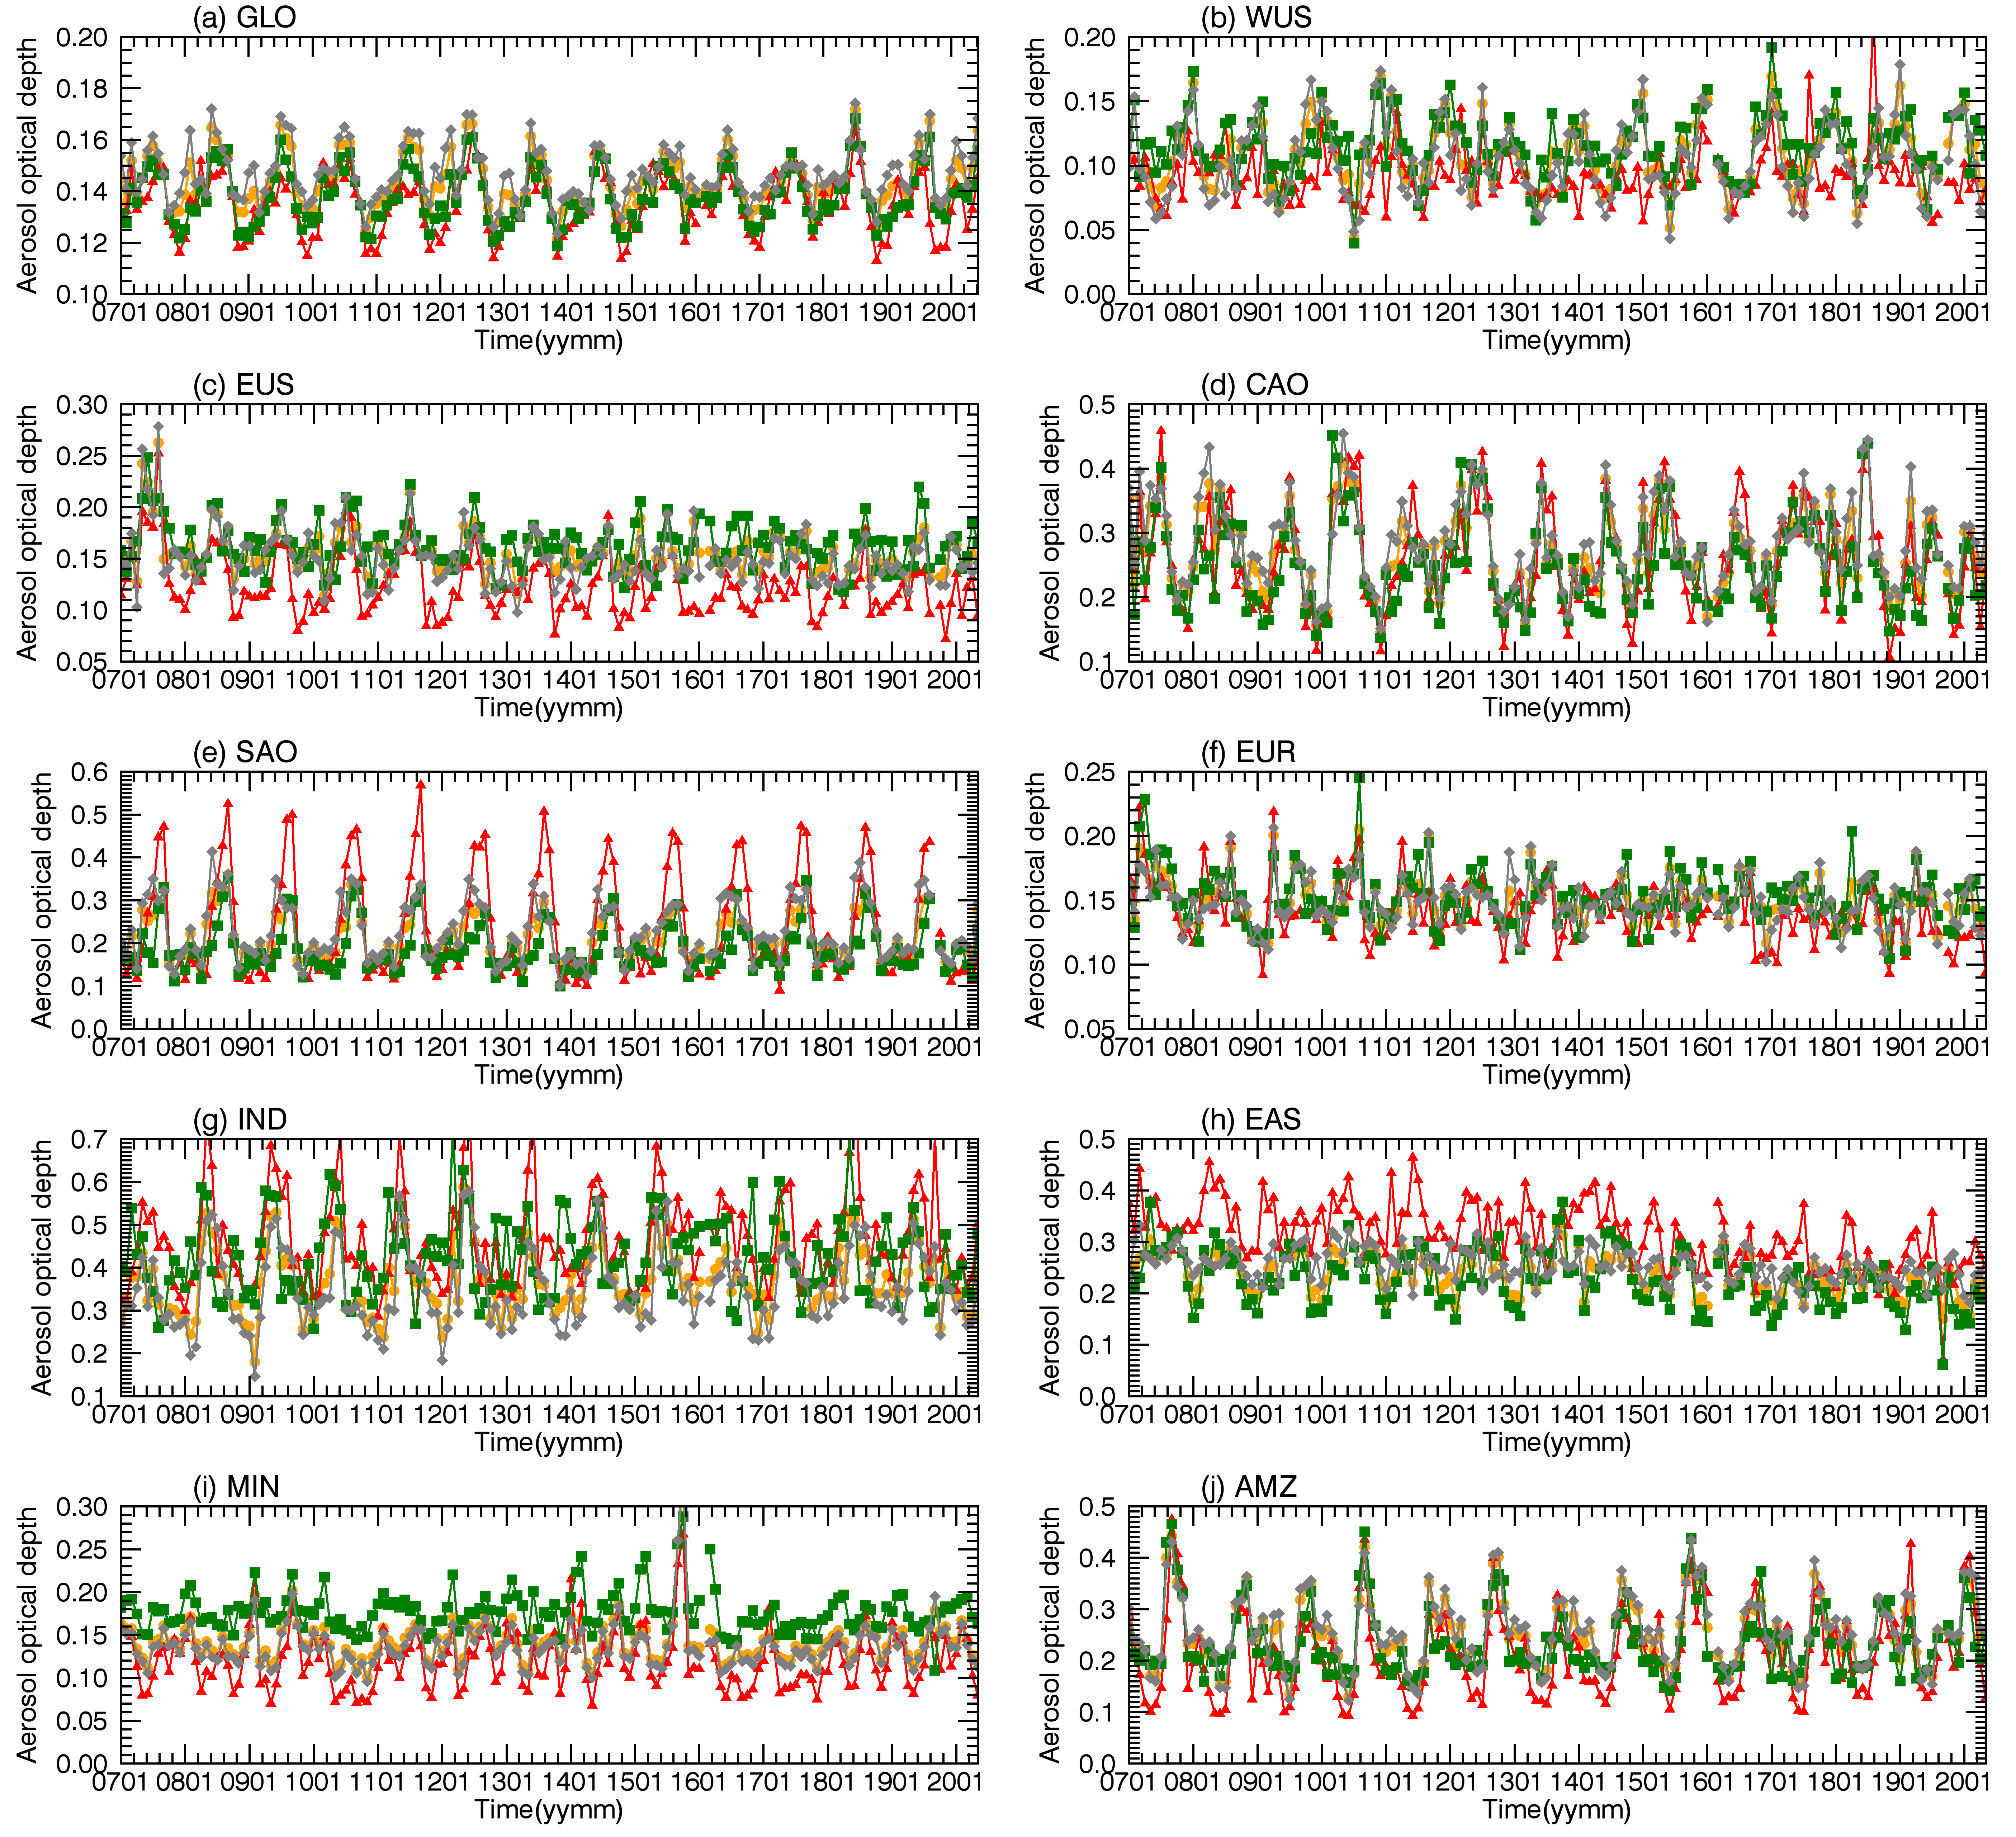 (a) GLO
Aerosol optical depth
0.20
0.18
0.16
0.14
0.12
0.10
0701 0801 0901 1001 1101 1201 1301 1401 1501 1601 1701 1801 1901 2001
Time(yymm)
(b) WUS
Aerosol optical depth
0.20
0.15
0.10
0.05
0.00
0701 0801 0901 1001 1101 1201 1301 1401 1501 1601 1701 1801 1901 2001
Time(yymm)
(c) EUS
Aerosol optical depth
0.30
0.25
0.20
0.15
0.10
0.05
0701 0801 0901 1001 1101 1201 1301 1401 1501 1601 1701 1801 1901 2001
Time(yymm)
(d) CAO
Aerosol optical depth
0.5
0.4
0.3
0.2
0.1
0701 0801 0901 1001 1101 1201 1301 1401 1501 1601 1701 1801 1901 2001
Time(yymm)
(e) SAO
Aerosol optical depth
0.6
0.5
0.4
0.3
0.2
0.1
0.0
0701 0801 0901 1001 1101 1201 1301 1401 1501 1601 1701 1801 1901 2001
Time(yymm)
(f) EUR
Aerosol optical depth
0.25
0.20
0.15
0.10
0.05
0701 0801 0901 1001 1101 1201 1301 1401 1501 1601 1701 1801 1901 2001
Time(yymm)
(g) IND
Aerosol optical depth
0.7
0.6
0.5
0.4
0.3
0.2
0.1
0701 0801 0901 1001 1101 1201 1301 1401 1501 1601 1701 1801 1901 2001
Time(yymm)
(h) EAS
Aerosol optical depth
0.5
0.4
0.3
0.2
0.1
0.0
0701 0801 0901 1001 1101 1201 1301 1401 1501 1601 1701 1801 1901 2001
Time(yymm)
(i) MIN
Aerosol optical depth
0.30
0.25
0.20
0.15
0.10
0.05
0.00
0701 0801 0901 1001 1101 1201 1301 1401 1501 1601 1701 1801 1901 2001
Time(yymm)
(j) AMZ
Aerosol optical depth
0.5
0.4
0.3
0.2
0.1
0.0
0701 0801 0901 1001 1101 1201 1301 1401 1501 1601 1701 1801 1901 2001
Time(yymm)